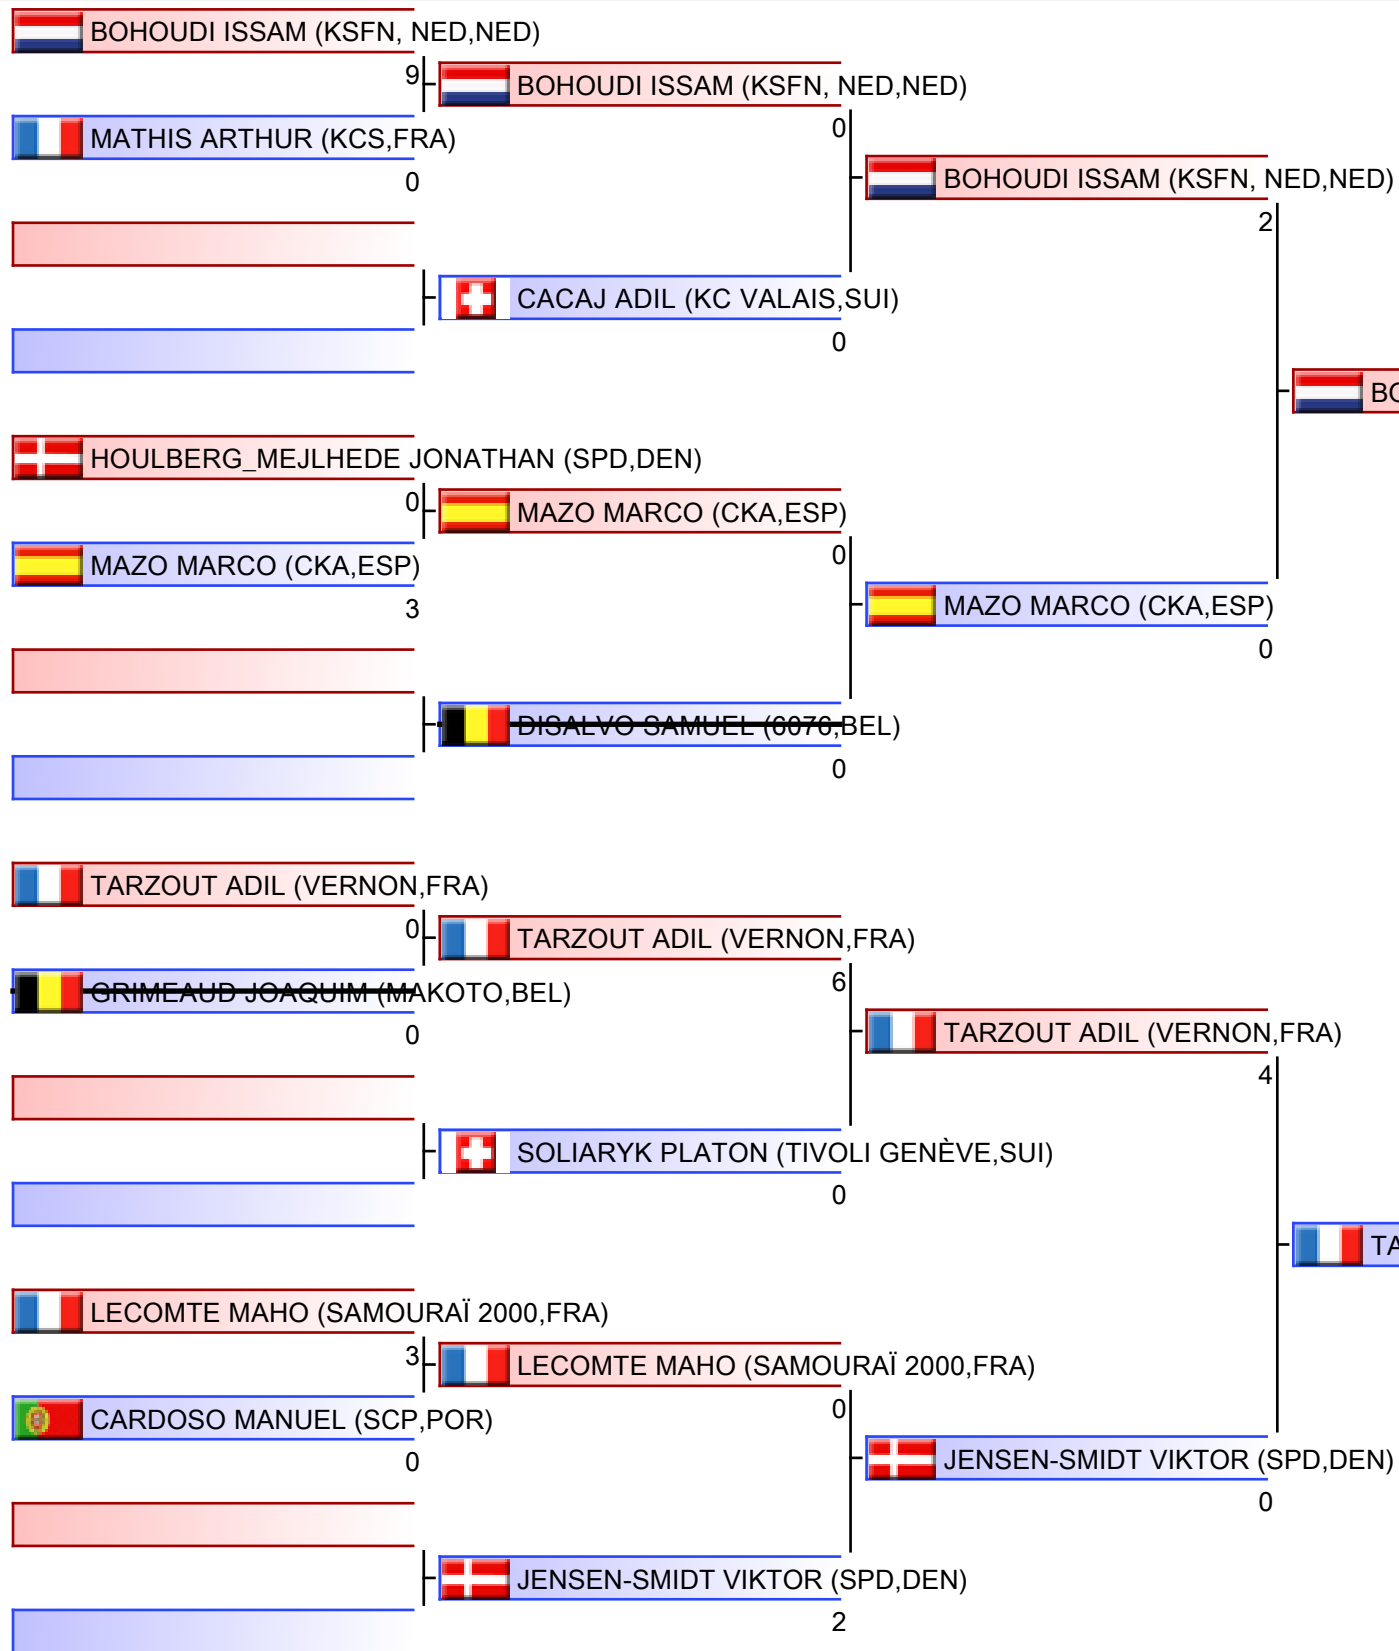 BOHOUDI ISSAM (KSFN, NED,NED)
9
BOHOUDI ISSAM (KSFN, NED,NED)
MATHIS ARTHUR (KCS,FRA)
0
0
BOHOUDI ISSAM (KSFN, NED,NED)
2
CACAJ ADIL (KC VALAIS,SUI)
0
BO
HOULBERG_MEJLHEDE JONATHAN (SPD,DEN)
0
MAZO MARCO (CKA,ESP)
MAZO MARCO (CKA,ESP)
3
0
MAZO MARCO (CKA,ESP)
0
DISALVO SAMUEL (6076,BEL)
0
TARZOUT ADIL (VERNON,FRA)
0
TARZOUT ADIL (VERNON,FRA)
GRIMEAUD JOAQUIM (MAKOTO,BEL)
0
6
TARZOUT ADIL (VERNON,FRA)
4
SOLIARYK PLATON (TIVOLI GENÈVE,SUI)
0
TA
LECOMTE MAHO (SAMOURAÏ 2000,FRA)
3
LECOMTE MAHO (SAMOURAÏ 2000,FRA)
CARDOSO MANUEL (SCP,POR)
0
0
JENSEN-SMIDT VIKTOR (SPD,DEN)
0
JENSEN-SMIDT VIKTOR (SPD,DEN)
2